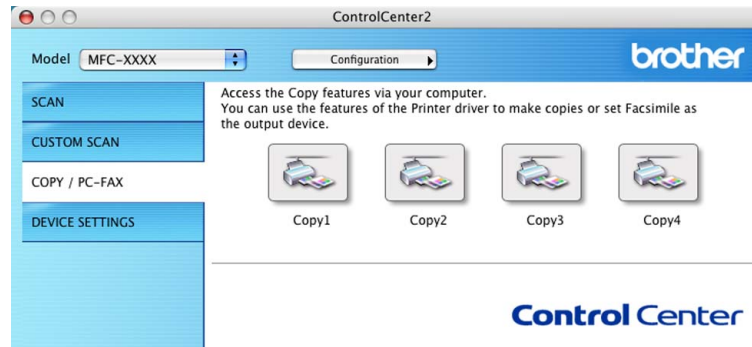 ControlCenter2
Model MFC-XXXX Configuration
brother
SCAN
CUSTOM SCAN
COPY / PC-FAX
DEVICE SETTINGS
Access the Copy features via your computer.
You can use the features of the Printer driver to make copies or set Facsimile as
the output device.
Copy1 Copy2 Copy3 Copy4
Control Center